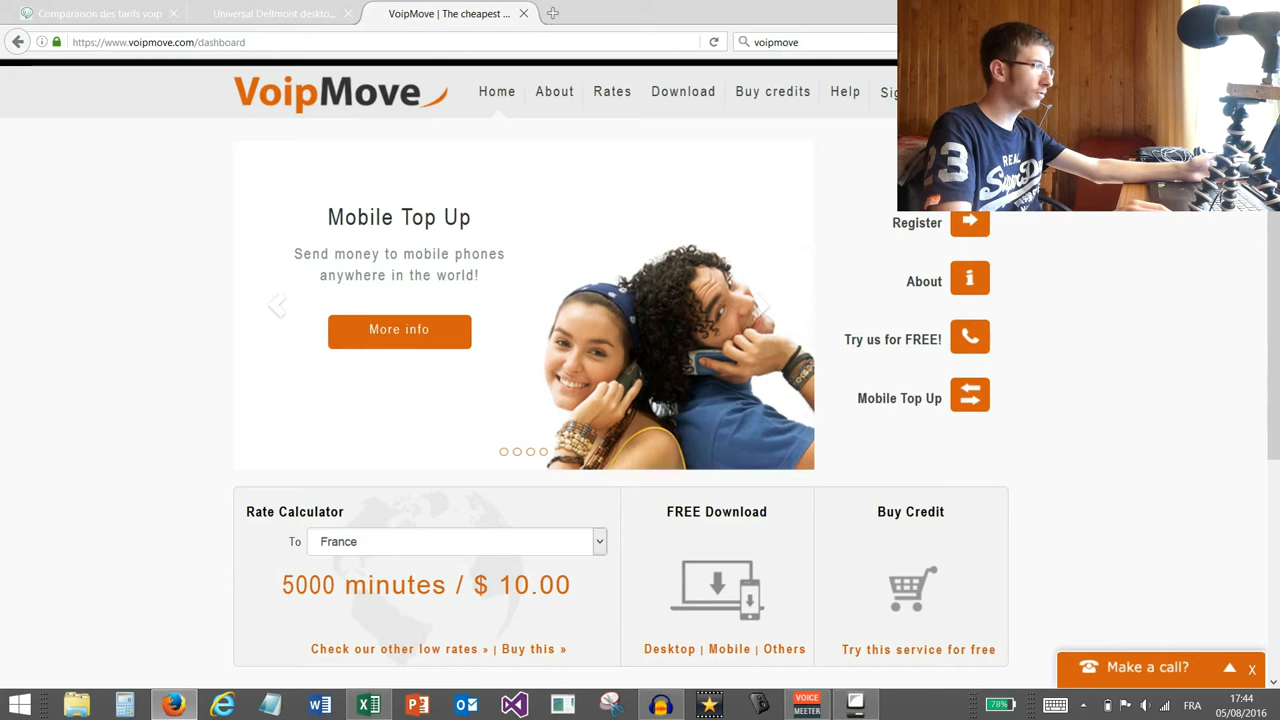 Comparaison des tarifs voip
Universal Dellmont deskto...
VoipMove | The cheapest ...
https://www.voipmove.com/dashboard
voipmove
VoipMove
Home
About
Rates
Download
Buy credits
Help
Mobile Top Up
Send money to mobile phones
anywhere in the world!
More info
23
REAL
Super Dry
Register
About
Try us for FREE!
Mobile Top Up
Rate Calculator
To
France
5000 minutes / $ 10.00
Check our other low rates » | Buy this »
FREE Download
Desktop | Mobile | Others
Buy Credit
Try this service for free
Make a call?
X
VOICE
MEETER
78%
FRA
17:44
05/08/2016